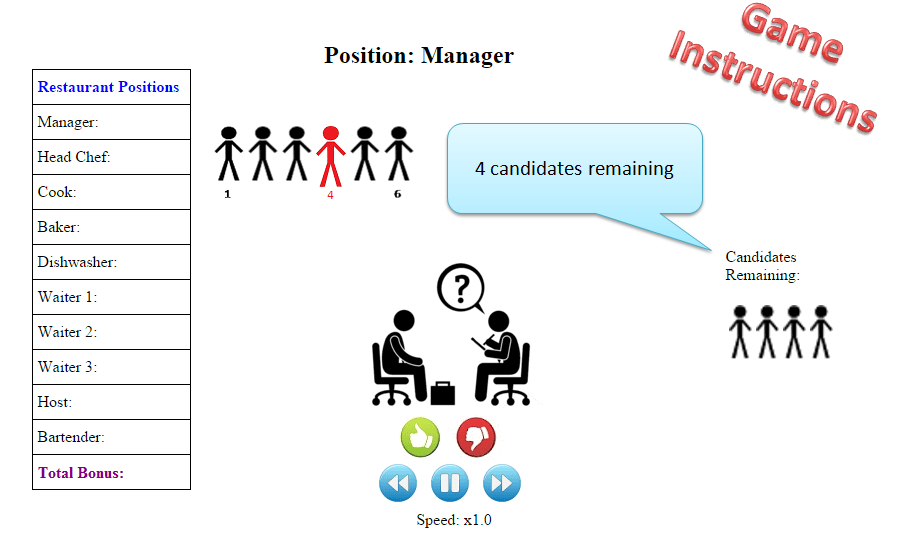 Game
Instructions
Position: Manager
Restaurant Positions
Manager:
Head Chef:
Cook:
Baker:
Dishwasher:
Waiter 1:
Waiter 2:
Waiter 3:
Host:
Bartender:
Total Bonus:
1 4 6
4 candidates remaining
?
Candidates
Remaining:
Speed: x1.0